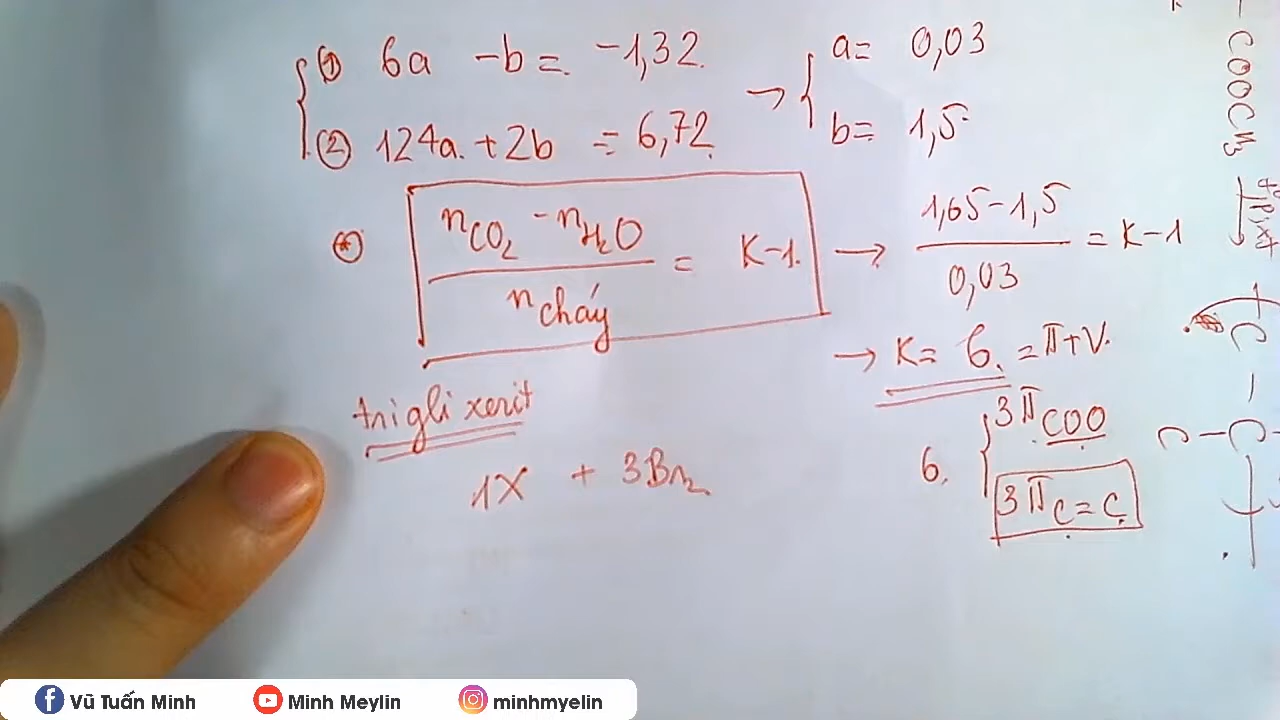 ① 6a - b = -1,32
② 124a + 2b = 6,72
→ { a = 0,03
b = 1,5
(*) (nCO₂ - nH₂O) / n cháy = K-1 → (1,65-1,5) / 0,03 = K-1
→ K = 6 = π+V
trigli xerit
6. { 3π COO
3π C=C
1X + 3Br₂
-COOCH₃
t° p, xt
Vũ Tuấn Minh
Minh Meylin
minhmyelin